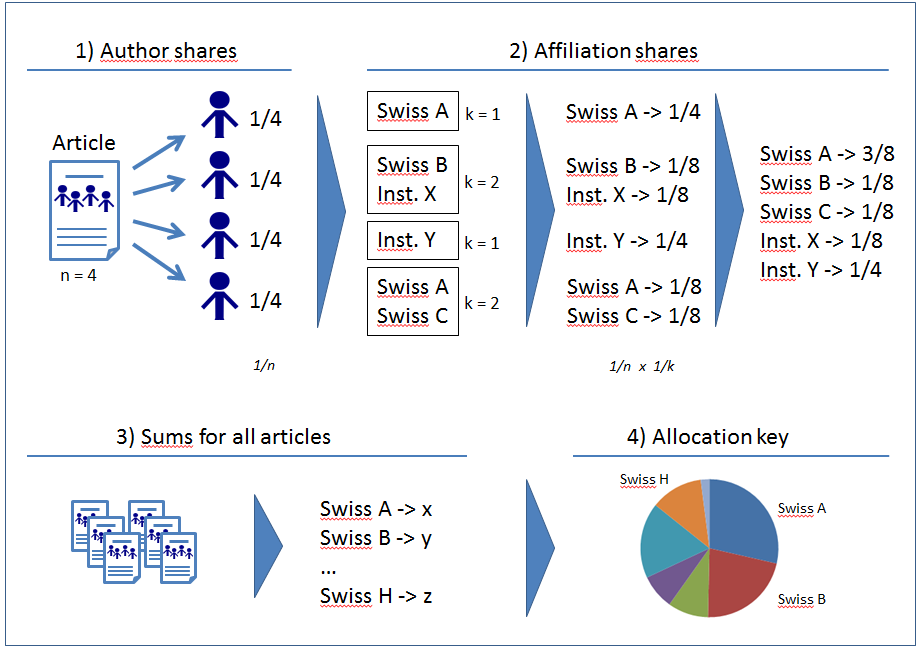 1) Author shares
2) Affiliation shares
Article
n = 4
1/4
1/4
1/4
1/4
1/n
Swiss A
k = 1
Swiss B
Inst. X
k = 2
Inst. Y
k = 1
Swiss A
Swiss C
k = 2
Swiss A -> 1/4
Swiss B -> 1/8
Inst. X -> 1/8
Inst. Y -> 1/4
Swiss A -> 1/8
Swiss C -> 1/8
1/n x 1/k
Swiss A -> 3/8
Swiss B -> 1/8
Swiss C -> 1/8
Inst. X -> 1/8
Inst. Y -> 1/4
3) Sums for all articles
Swiss A -> x
Swiss B -> y
...
Swiss H -> z
4) Allocation key
Swiss H
Swiss A
Swiss B